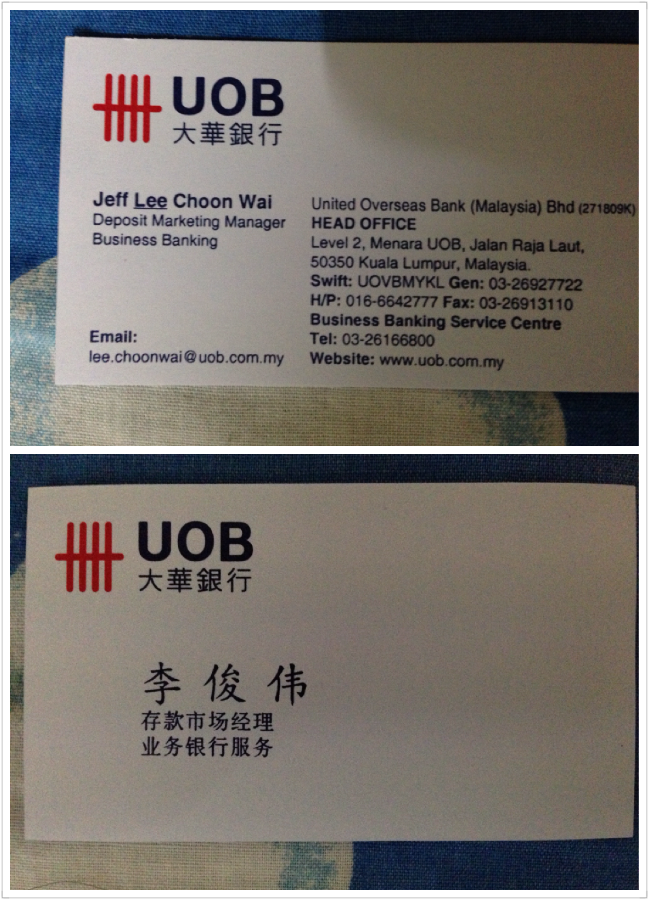 UOB
大華銀行
Jeff Lee Choon Wai
Deposit Marketing Manager
Business Banking
Email:
lee.choonwai@uob.com.my
United Overseas Bank (Malaysia) Bhd (271809K)
HEAD OFFICE
Level 2, Menara UOB, Jalan Raja Laut,
50350 Kuala Lumpur, Malaysia.
Swift: UOVBMYKL Gen: 03-26927722
H/P: 016-6642777 Fax: 03-26913110
Business Banking Service Centre
Tel: 03-26166800
Website: www.uob.com.my
UOB
大華銀行
李俊伟
存款市场经理
业务银行服务